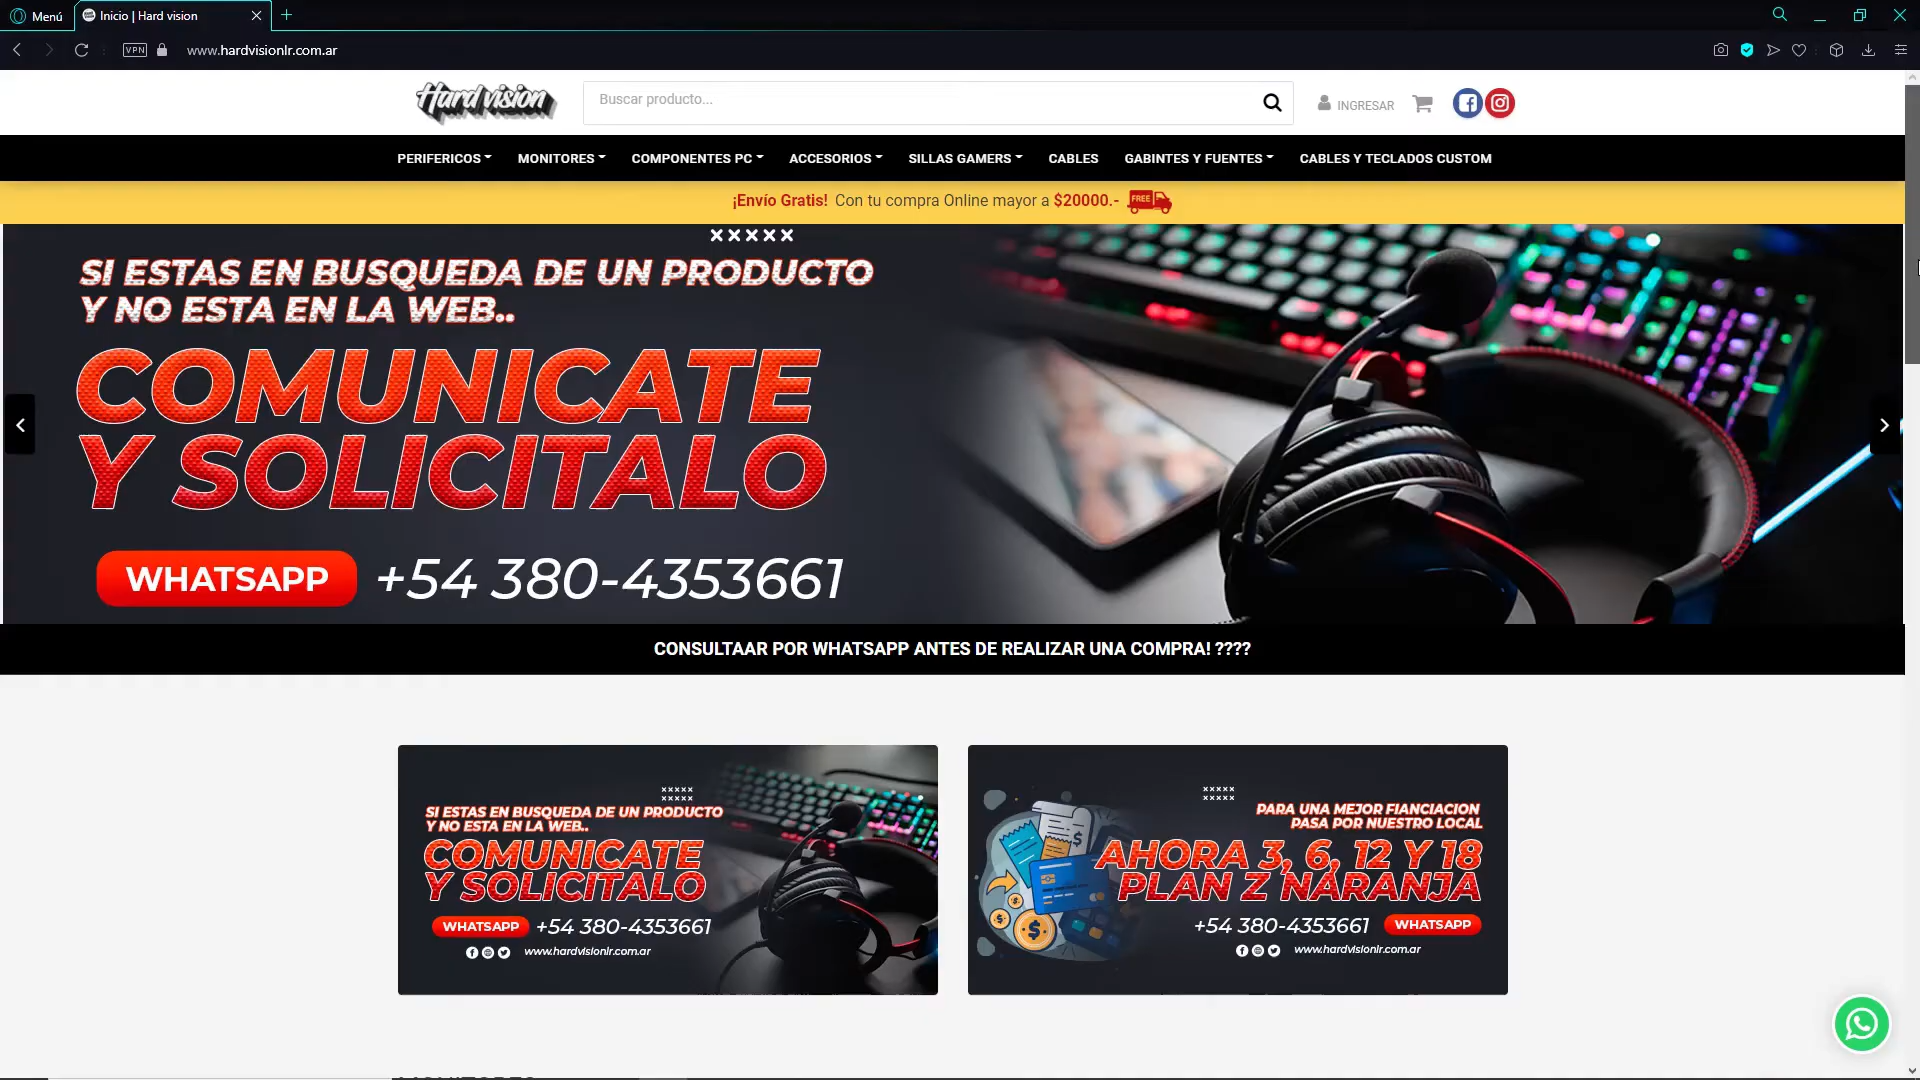 Menú
Inicio | Hard vision
VPN
www.hardvisionlr.com.ar
Hard vision
Buscar producto...
INGRESAR
PERIFERICOS
MONITORES
COMPONENTES PC
ACCESORIOS
SILLAS GAMERS
CABLES
GABINTES Y FUENTES
CABLES Y TECLADOS CUSTOM
¡Envío Gratis! Con tu compra Online mayor a $20000.- FREE
SI ESTAS EN BUSQUEDA DE UN PRODUCTO
Y NO ESTA EN LA WEB..
COMUNICATE
Y SOLICITALO
WHATSAPP +54 380-4353661
CONSULTAAR POR WHATSAPP ANTES DE REALIZAR UNA COMPRA! ????
SI ESTAS EN BUSQUEDA DE UN PRODUCTO
Y NO ESTA EN LA WEB..
COMUNICATE
Y SOLICITALO
WHATSAPP +54 380-4353661
www.hardvisionlr.com.ar
PARA UNA MEJOR FIANCIACION
PASA POR NUESTRO LOCAL
AHORA 3, 6, 12 Y 18
PLAN Z NARANJA
+54 380-4353661 WHATSAPP
www.hardvisionlr.com.ar